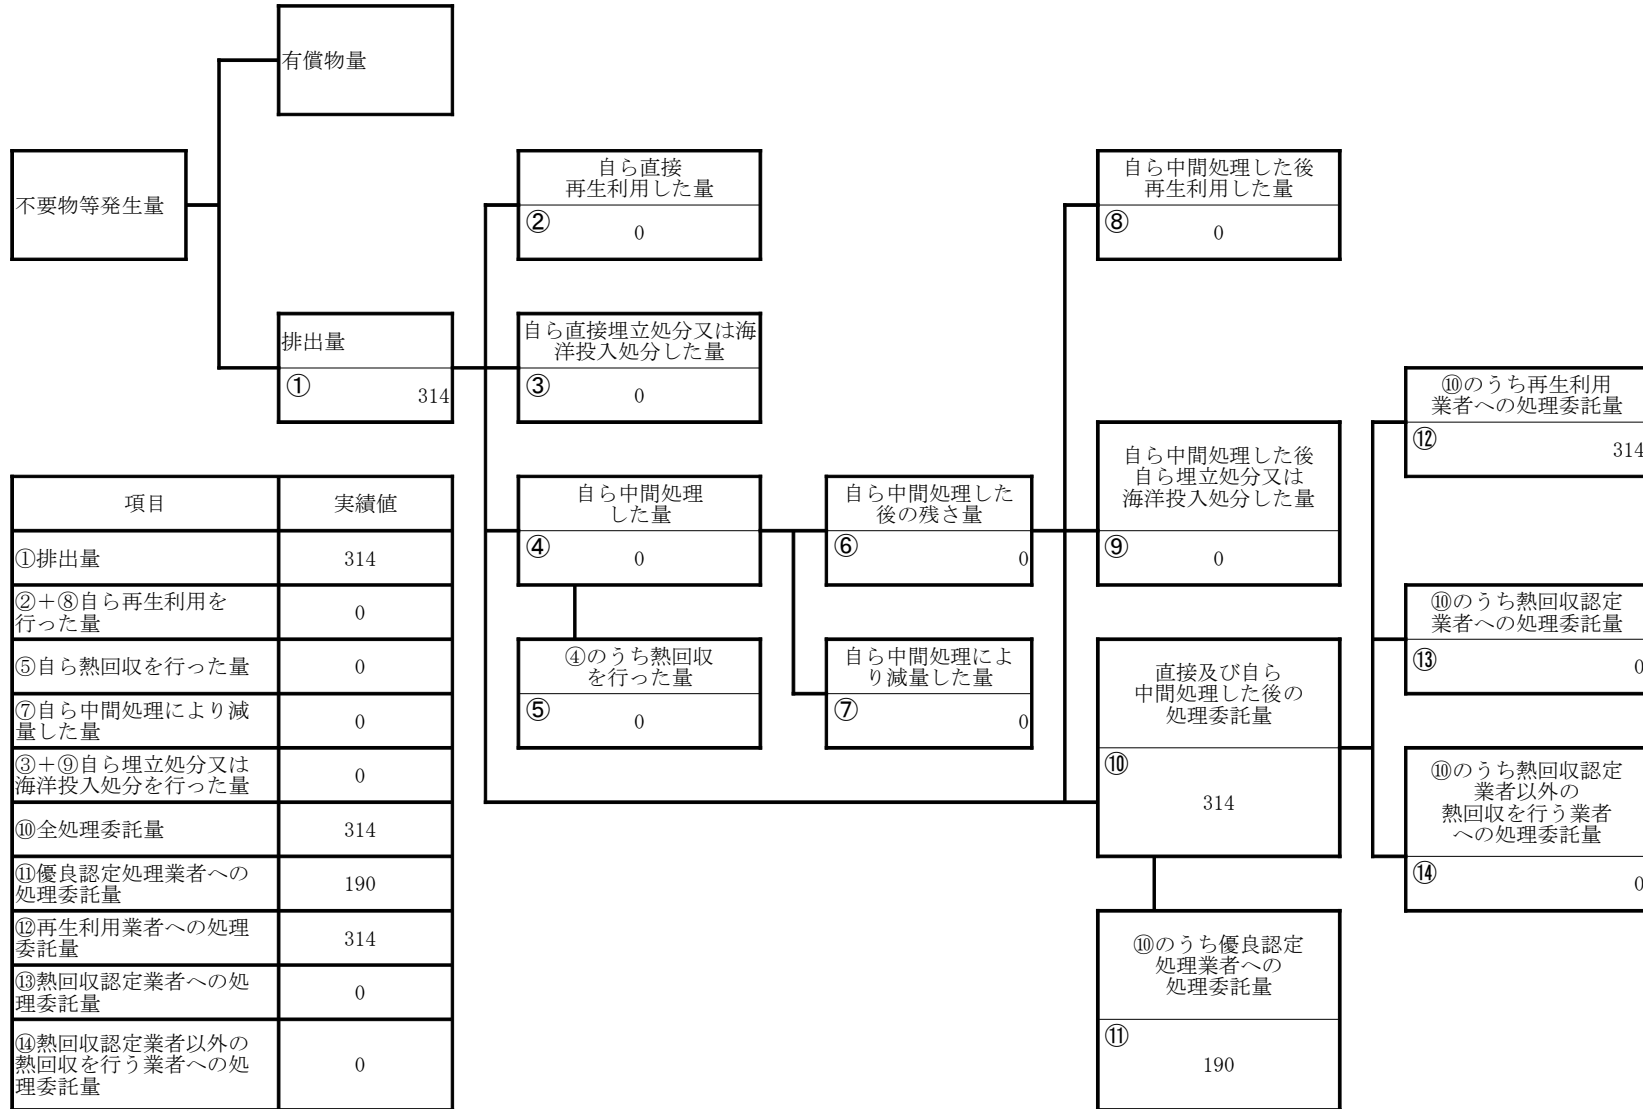 有償物量
不要物等発生量
排出量
①
314
自ら直接
再生利用した量
②
0
自ら直接埋立処分又は海
洋投入処分した量
③
0
自ら中間処理
した量
④
0
④のうち熱回収
を行った量
⑤
0
自ら中間処理した
後の残さ量
⑥
0
自ら中間処理によ
り減量した量
⑦
0
自ら中間処理した後
再生利用した量
⑧
0
自ら中間処理した後
自ら埋立処分又は
海洋投入処分した量
⑨
0
直接及び自ら
中間処理した後の
処理委託量
⑩
314
⑩のうち優良認定
処理業者への
処理委託量
⑪
190
⑩のうち再生利用
業者への処理委託量
⑫
314
⑩のうち熱回収認定
業者への処理委託量
⑬
0
⑩のうち熱回収認定
業者以外の
熱回収を行う業者
への処理委託量
⑭
0
項目 実績値
①排出量 314
②＋⑧自ら再生利用を
行った量 0
⑤自ら熱回収を行った量 0
⑦自ら中間処理により減
量した量 0
③＋⑨自ら埋立処分又は
海洋投入処分を行った量 0
⑩全処理委託量 314
⑪優良認定処理業者への
処理委託量 190
⑫再生利用業者への処理
委託量 314
⑬熱回収認定業者への処
理委託量 0
⑭熱回収認定業者以外の
熱回収を行う業者への処
理委託量 0